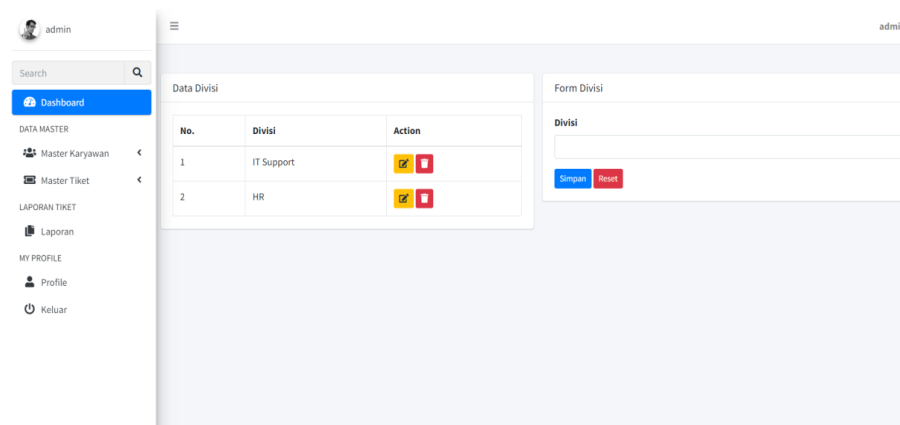 admin
admi
Search
Dashboard
DATA MASTER
Master Karyawan
Master Tiket
LAPORAN TIKET
Laporan
MY PROFILE
Profile
Keluar
Data Divisi
No. Divisi Action
1 IT Support
2 HR
Form Divisi
Divisi
Simpan Reset